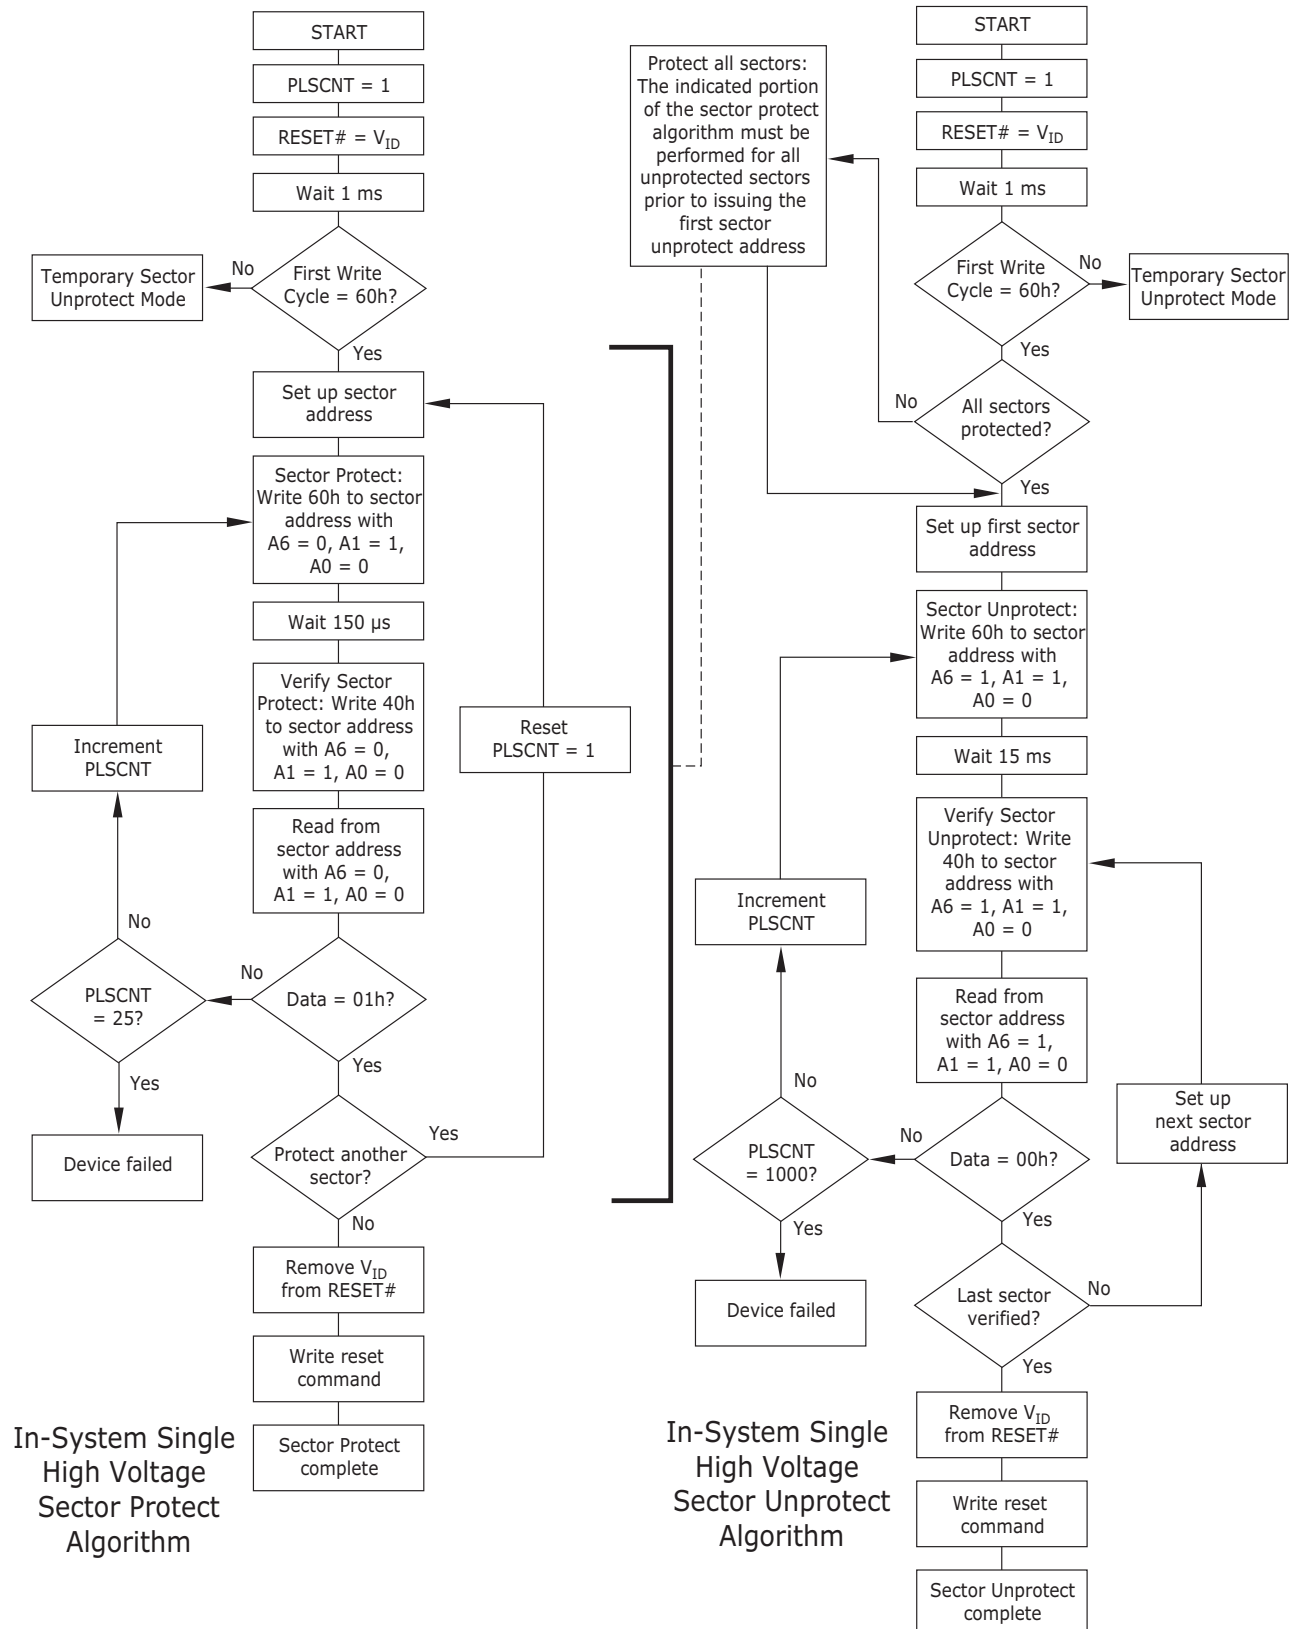 START
PLSCNT = 1
RESET# = VID
Wait 1 ms
First Write
Cycle = 60h?
No
Temporary Sector
Unprotect Mode
Yes
Set up sector
address
Sector Protect:
Write 60h to sector
address with
A6 = 0, A1 = 1,
A0 = 0
Wait 150 µs
Verify Sector
Protect: Write 40h
to sector address
with A6 = 0,
A1 = 1, A0 = 0
Read from
sector address
with A6 = 0,
A1 = 1, A0 = 0
Data = 01h?
No
PLSCNT
= 25?
No
Increment
PLSCNT
Yes
Device failed
Yes
Protect another
sector?
Yes
Reset
PLSCNT = 1
No
Remove VID
from RESET#
Write reset
command
Sector Protect
complete
In-System Single
High Voltage
Sector Protect
Algorithm
Protect all sectors:
The indicated portion
of the sector protect
algorithm must be
performed for all
unprotected sectors
prior to issuing the
first sector
unprotect address
START
PLSCNT = 1
RESET# = VID
Wait 1 ms
First Write
Cycle = 60h?
No
Temporary Sector
Unprotect Mode
Yes
All sectors
protected?
No
Yes
Set up first sector
address
Sector Unprotect:
Write 60h to sector
address with
A6 = 1, A1 = 1,
A0 = 0
Wait 15 ms
Verify Sector
Unprotect: Write
40h to sector
address with
A6 = 1, A1 = 1,
A0 = 0
Read from
sector address
with A6 = 1,
A1 = 1, A0 = 0
Data = 00h?
No
PLSCNT
= 1000?
No
Increment
PLSCNT
Yes
Device failed
Yes
Last sector
verified?
No
Set up
next sector
address
Yes
Remove VID
from RESET#
Write reset
command
Sector Unprotect
complete
In-System Single
High Voltage
Sector Unprotect
Algorithm